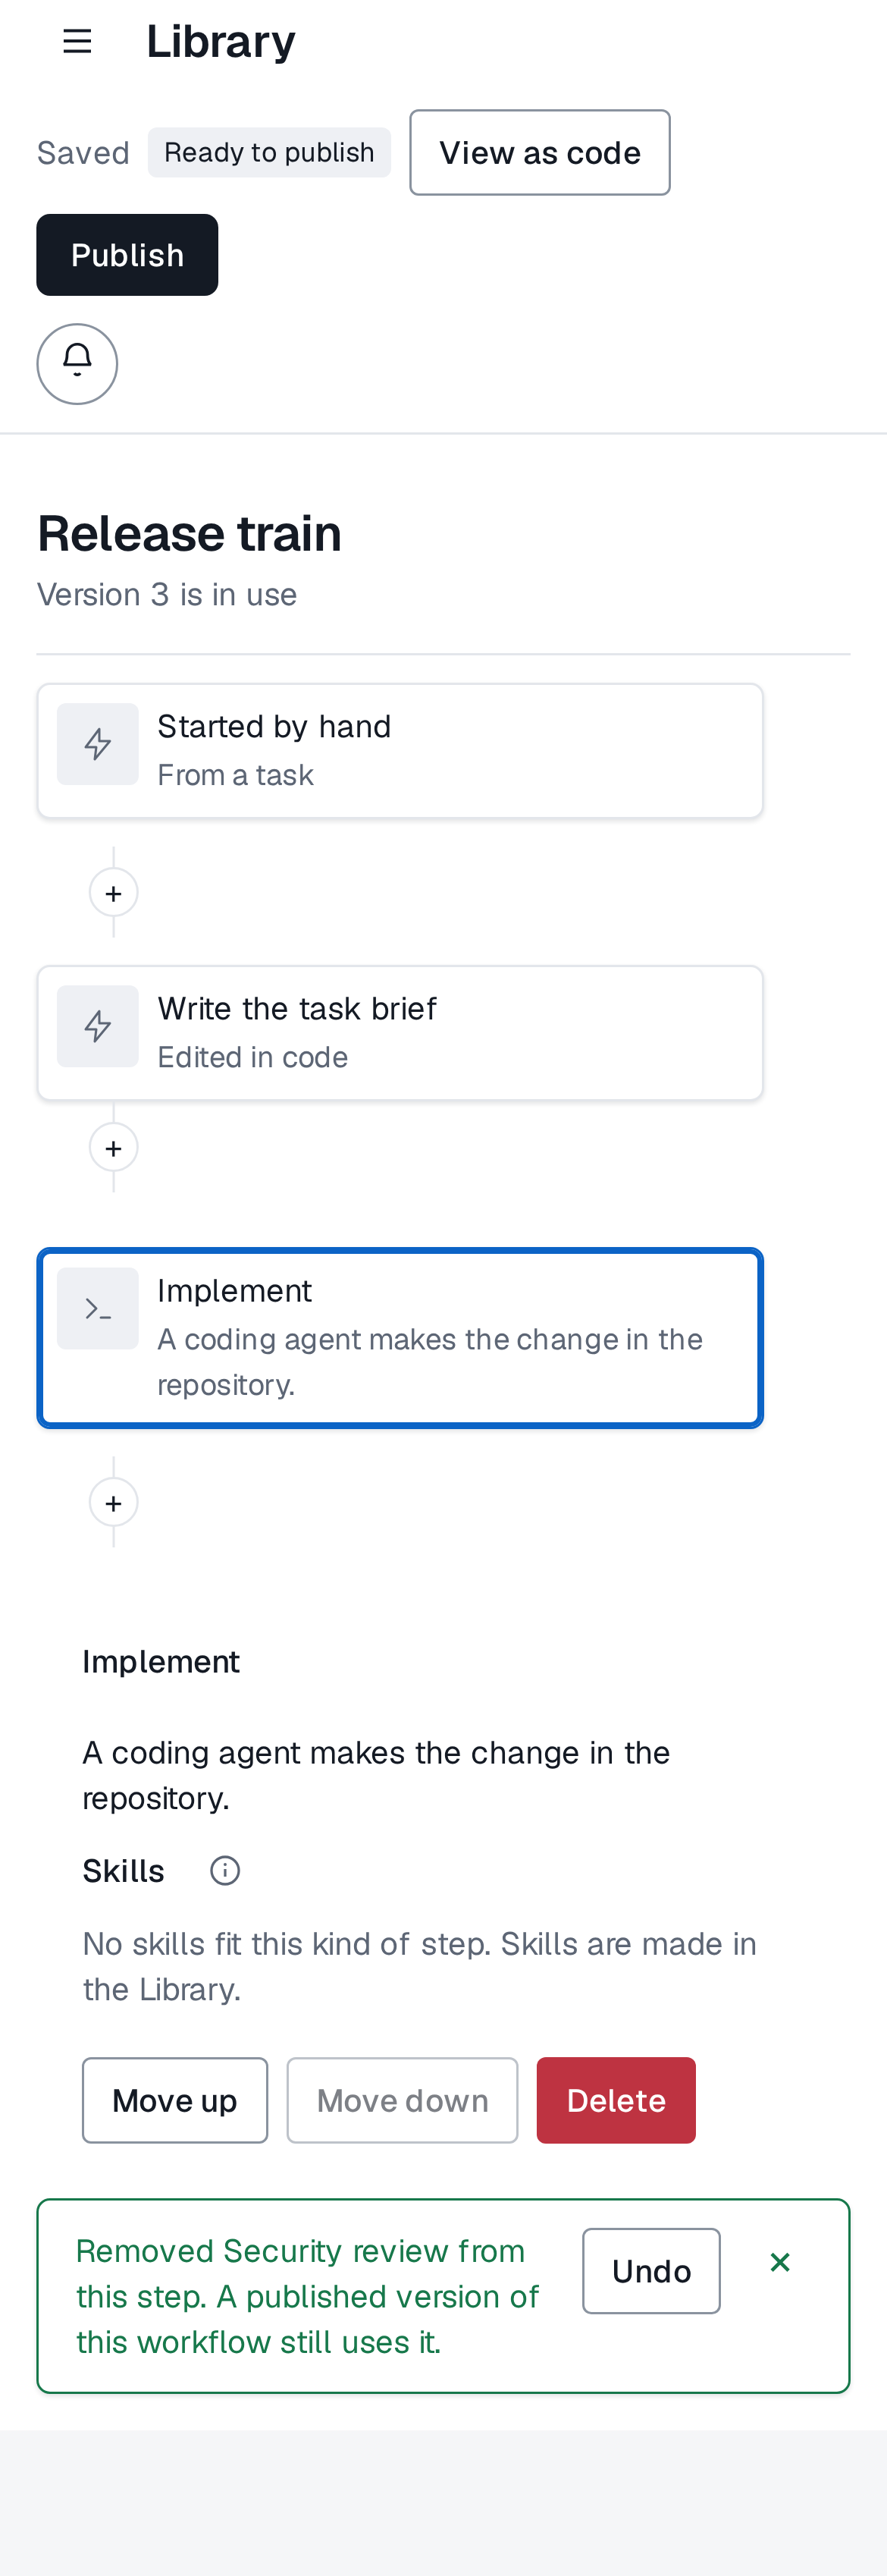 Library
Saved
Ready to publish
View as code
Publish
Release train
Version 3 is in use
Started by hand
From a task
+
Write the task brief
Edited in code
+
Implement
A coding agent makes the change in the
repository.
+
Implement
A coding agent makes the change in the
repository.
Skills
No skills fit this kind of step. Skills are made in
the Library.
Move up
Move down
Delete
Removed Security review from
this step. A published version of
this workflow still uses it.
Undo
×